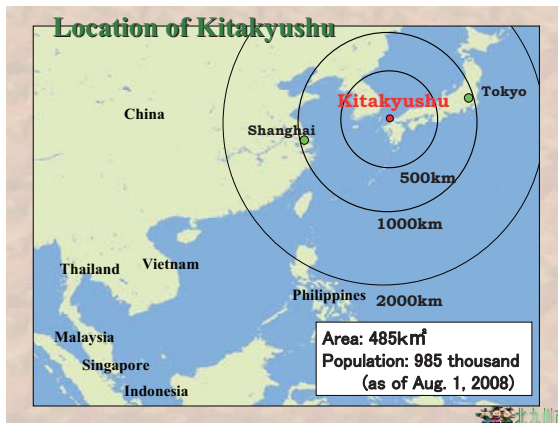 Location of Kitakyushu
China
Kitakyushu
Tokyo
Shanghai
500km
1000km
Thailand
Vietnam
Philippines
2000km
Malaysia
Singapore
Indonesia
Area: 485k㎡
Population: 985 thousand
(as of Aug. 1, 2008)